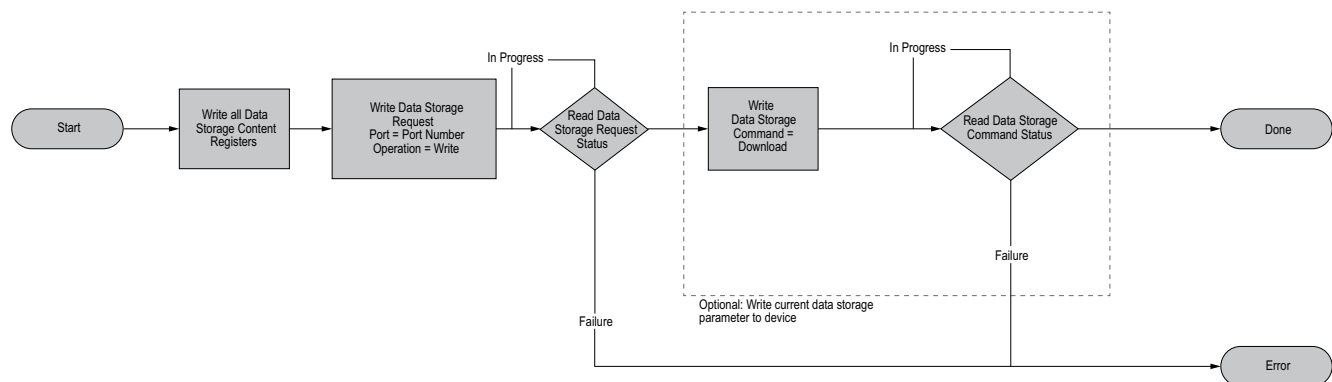 Start
Write all Data
Storage Content
Registers
Write Data Storage
Request
Port = Port Number
Operation = Write
In Progress
Read Data
Storage Request
Status
Failure
Write
Data Storage
Command =
Download
In Progress
Read Data Storage
Command Status
Failure
Optional: Write current data storage
parameter to device
Done
Error